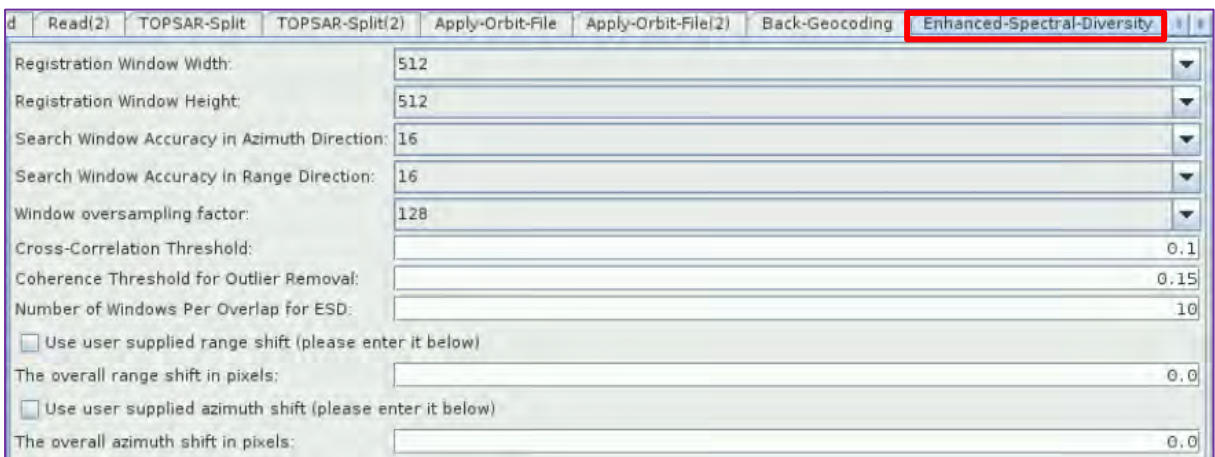 d Read(2) TOPSAR-Split TOPSAR-Split(2) Apply-Orbit-File Apply-Orbit-File(2) Back-Geocoding Enhanced-Spectral-Diversity
Registration Window Width: 512
Registration Window Height: 512
Search Window Accuracy in Azimuth Direction: 16
Search Window Accuracy in Range Direction: 16
Window oversampling factor: 128
Cross-Correlation Threshold: 0.1
Coherence Threshold for Outlier Removal: 0.15
Number of Windows Per Overlap for ESD: 10
Use user supplied range shift (please enter it below)
The overall range shift in pixels: 0.0
Use user supplied azimuth shift (please enter it below)
The overall azimuth shift in pixels: 0.0